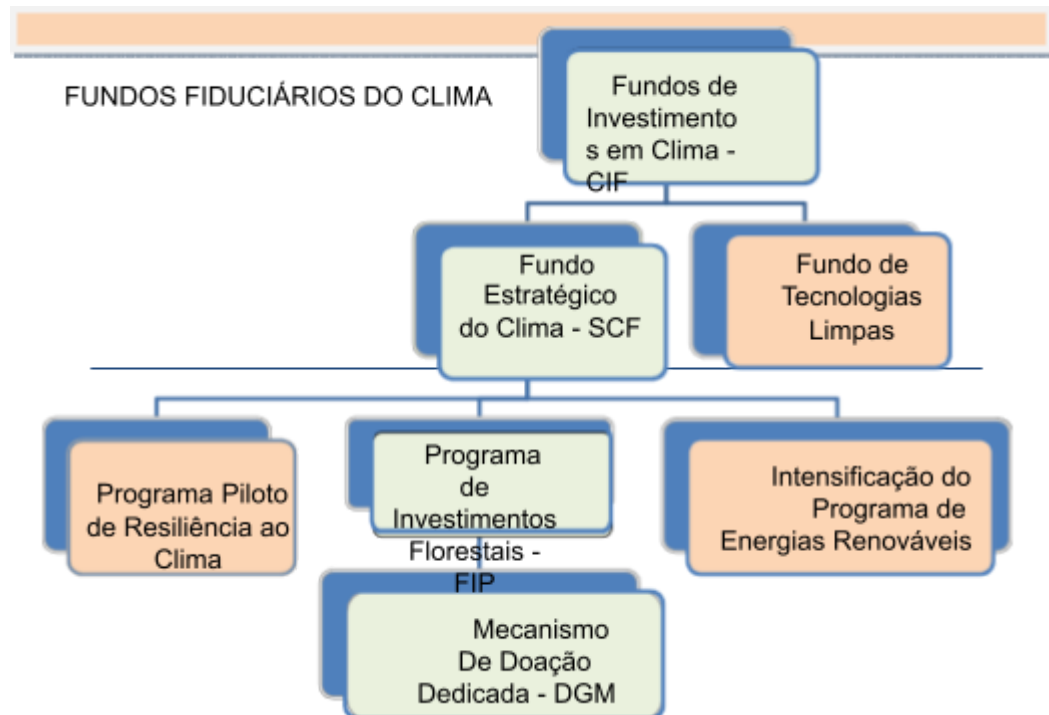 FUNDOS FIDUCIÁRIOS DO CLIMA
Fundos de
Investimento
s em Clima -
CIF
Fundo
Estratégico
do Clima - SCF
Fundo de
Tecnologias
Limpas
Programa Piloto
de Resiliência ao
Clima
Programa
de
Investimentos
Florestais -
FIP
Intensificação do
Programa de
Energias Renováveis
Mecanismo
De Doação
Dedicada - DGM